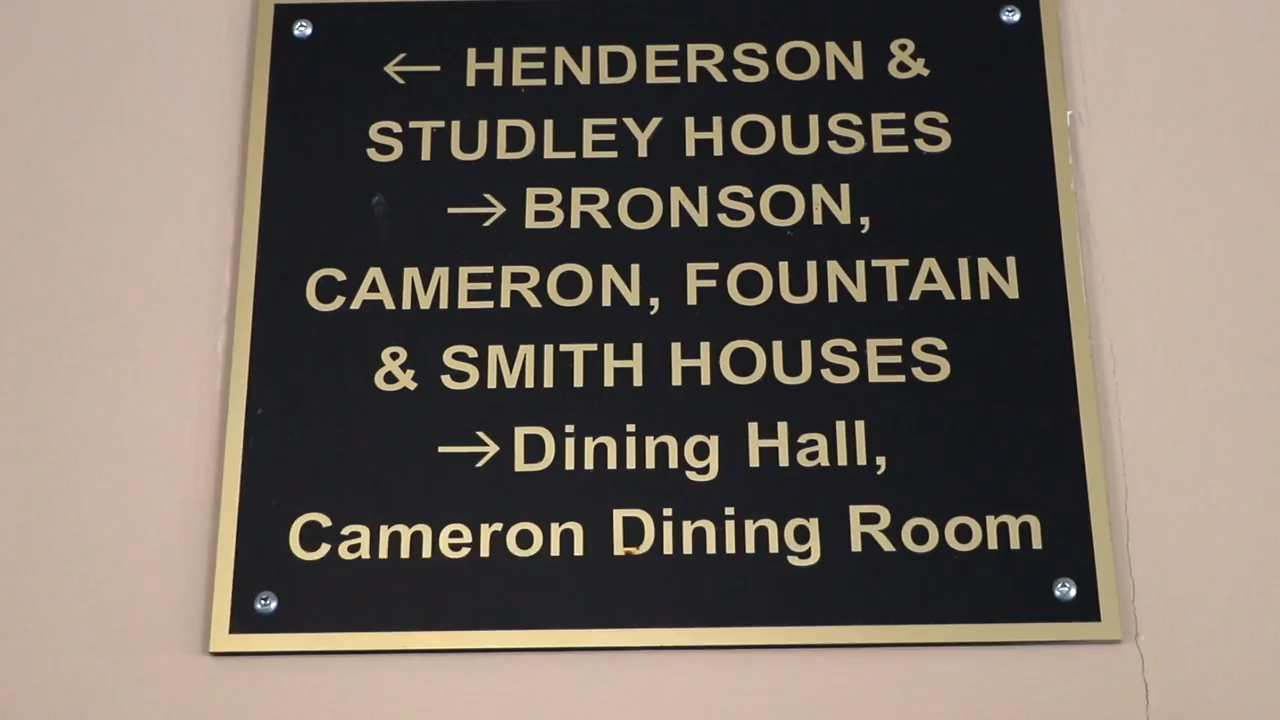 ← HENDERSON &
STUDLEY HOUSES
→ BRONSON,
CAMERON, FOUNTAIN
& SMITH HOUSES
→ Dining Hall,
Cameron Dining Room